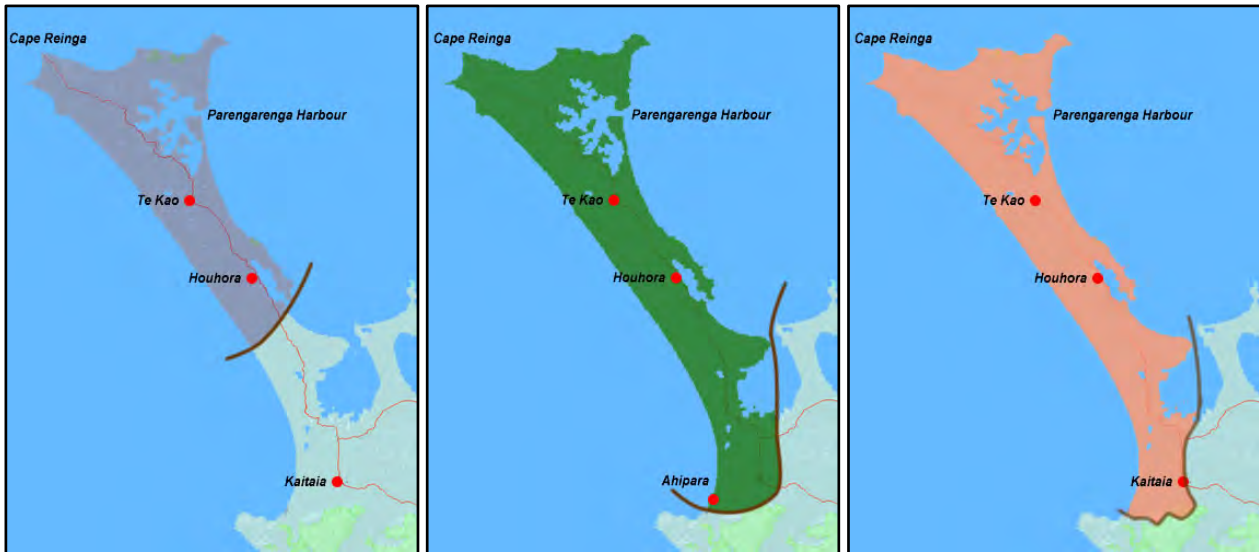 Cape Reinga
Parengarenga Harbour
Te Kao
Houhora
Kaitaia
Cape Reinga
Parengarenga Harbour
Te Kao
Houhora
Ahipara
Cape Reinga
Parengarenga Harbour
Te Kao
Houhora
Kaitaia